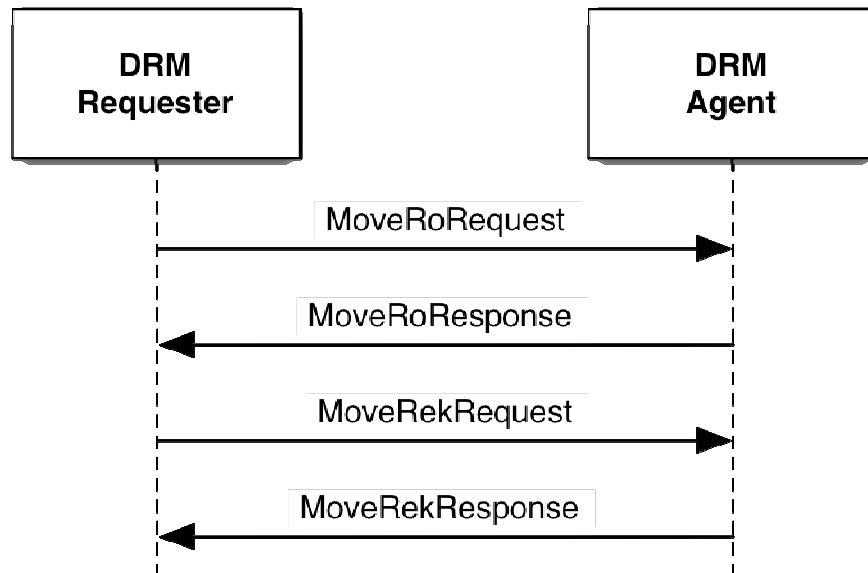 DRM
Requester
DRM
Agent
MoveRoRequest
MoveRoResponse
MoveRekRequest
MoveRekResponse